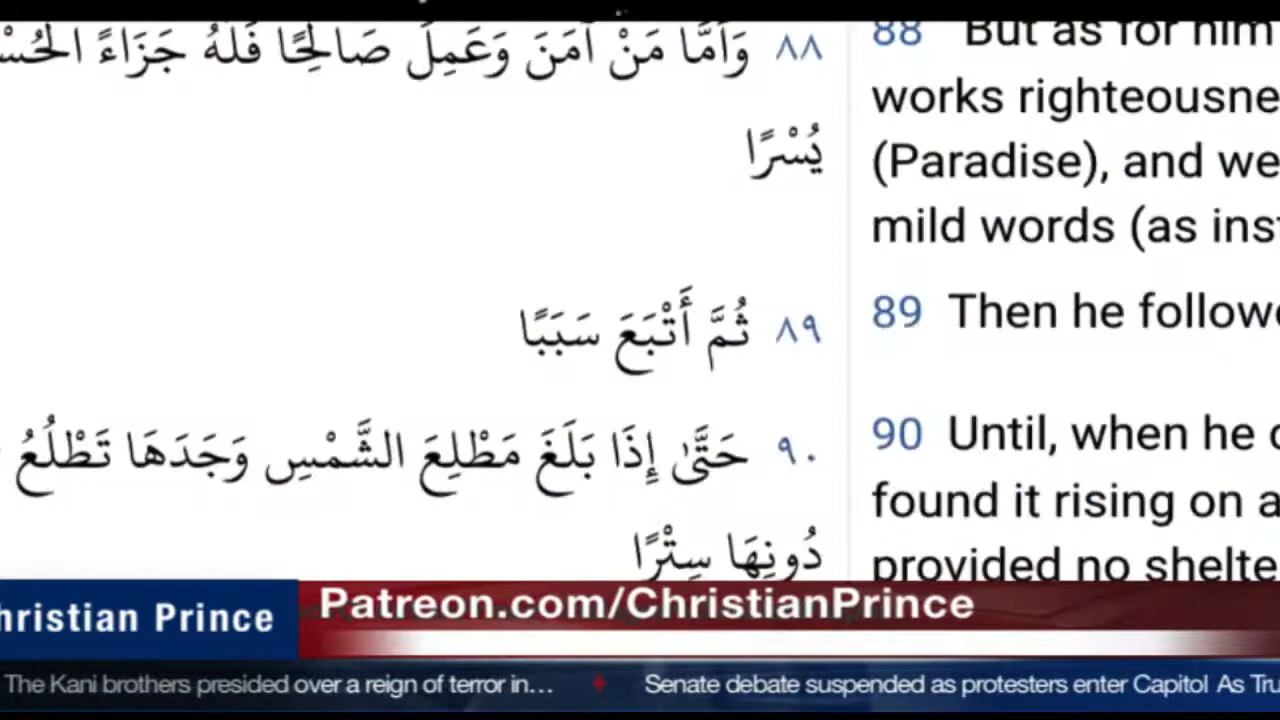 ٨٨ وَأَمَّا مَنْ آمَنَ وَعَمِلَ صَالِحًا فَلَهُ جَزَاءً
يُسْرًا
٨٩ ثُمَّ أَتْبَعَ سَبَبًا
٩٠ حَتَّىٰ إِذَا بَلَغَ مَطْلِعَ الشَّمْسِ وَجَدَهَا تَطْلُعُ
دُونِهَا سِتْرًا
88 But as for him
works righteousne
(Paradise), and we
mild words (as ins
89 Then he follow
90 Until, when he
found it rising on a
provided no shelte
hristian Prince
Patreon.com/ChristianPrince
The Kani brothers presided over a reign of terror in… Senate debate suspended as protesters enter Capitol As Tru